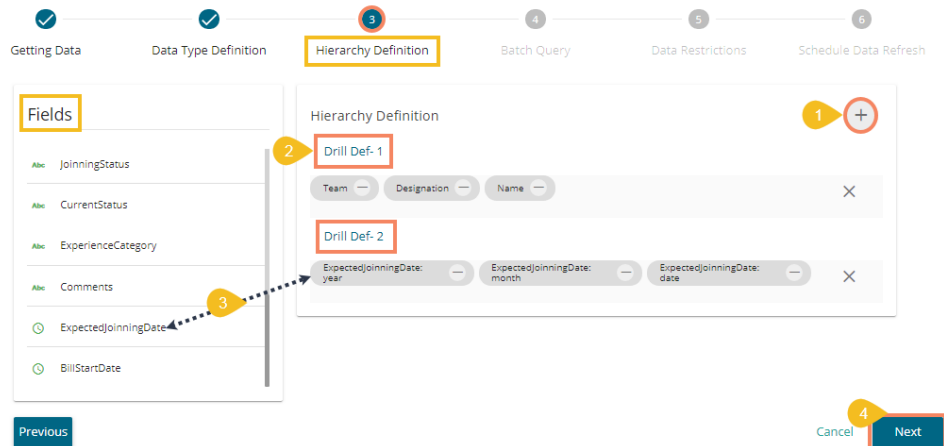 3 4 5 6
Getting Data Data Type Definition Hierarchy Definition Batch Query Data Restrictions Schedule Data Refresh
Fields
Abc JoinningStatus
Abc CurrentStatus
Abc ExperienceCategory
Abc Comments
ExpectedJoinningDate
BillStartDate
Hierarchy Definition
1 +
2 Drill Def- 1
Team Designation Name
Drill Def- 2
ExpectedJoinningDate: ExpectedJoinningDate: ExpectedJoinningDate:
year month date
3
4
Previous Cancel Next